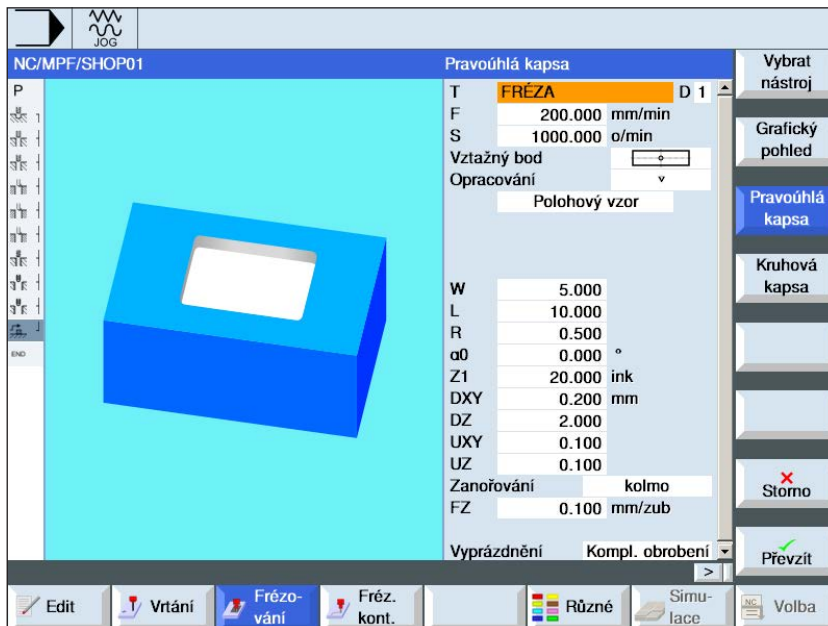 JOG
NC/MPF/SHOP01
Pravoúhlá kapsa
P
END
T FRÉZA D 1
F 200.000 mm/min
S 1000.000 o/min
Vztažný bod
Opracování v
Polohový vzor
W 5.000
L 10.000
R 0.500
α0 0.000 °
Z1 20.000 ink
DXY 0.200 mm
DZ 2.000
UXY 0.100
UZ 0.100
Zanořování kolmo
FZ 0.100 mm/zub
Vyprázdnění Kompl. obrobení
>
Vybrat
nástroj
Grafický
pohled
Pravoúhlá
kapsa
Kruhová
kapsa
Storno
Převzít
Edit
Vrtání
Frézo-
vání
Fréz.
kont.
Různé
Simu-
lace
NC
Volba